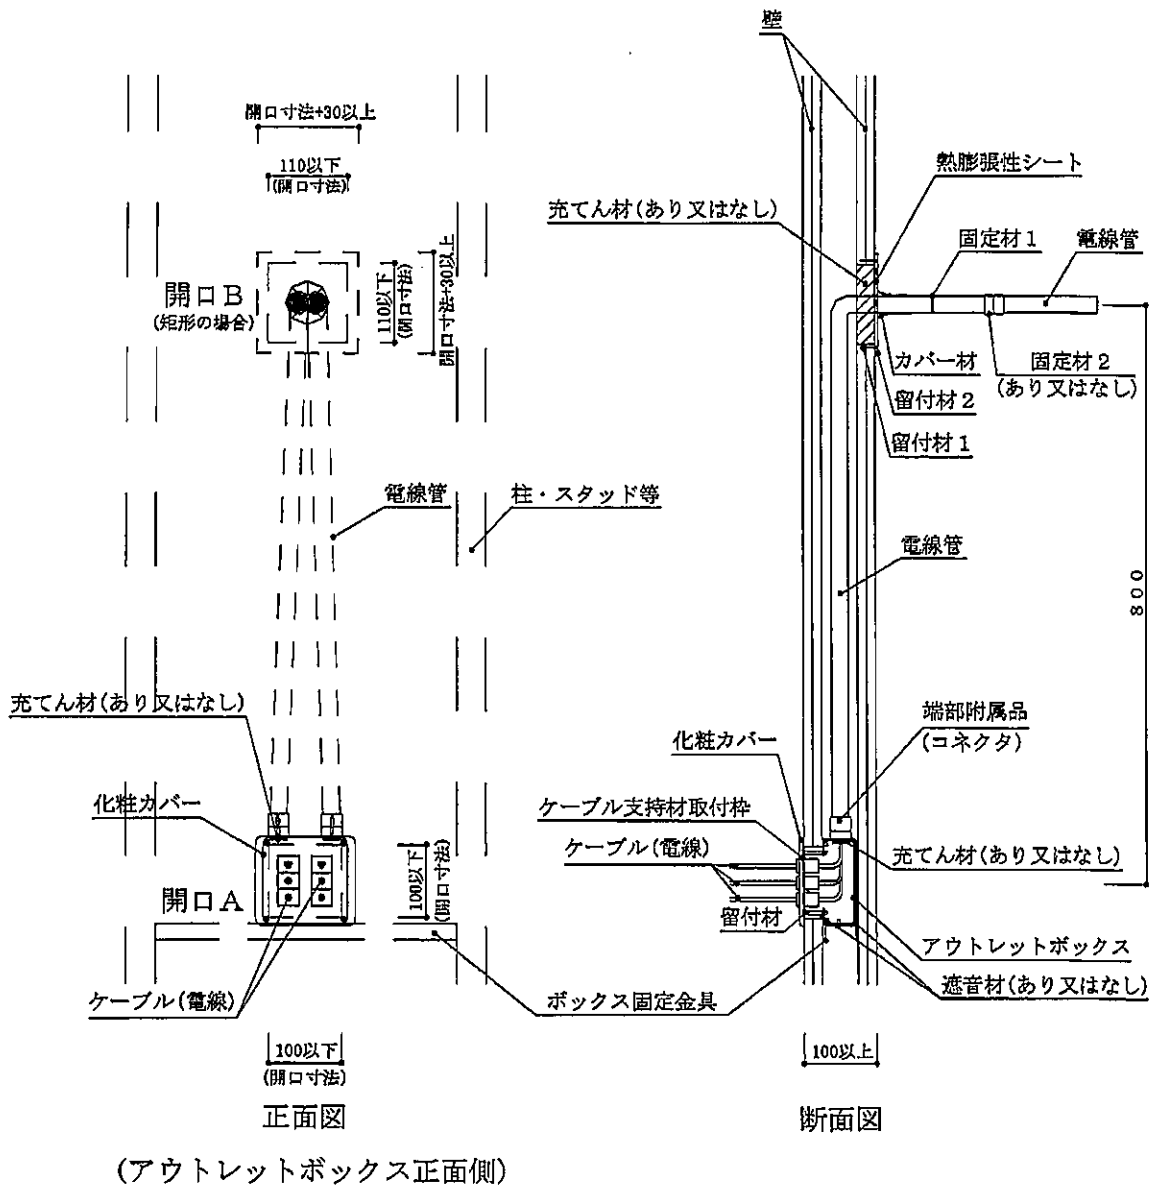 壁
開口寸法+30以上
110以下
(開口寸法)
熱膨張性シート
充てん材(あり又はなし)
固定材1
電線管
開口B
(矩形の場合)
110以下
(開口寸法)
開口寸法+30以上
カバー材
固定材2
(あり又はなし)
留付材2
留付材1
電線管
柱・スタッド等
電線管
800
充てん材(あり又はなし)
端部附属品
(コネクタ)
化粧カバー
化粧カバー
ケーブル支持材取付枠
ケーブル(電線)
充てん材(あり又はなし)
開口A
100以下
(開口寸法)
留付材
アウトレットボックス
遮音材(あり又はなし)
ケーブル(電線)
ボックス固定金具
100以下
(開口寸法)
100以上
正面図
断面図
(アウトレットボックス正面側)